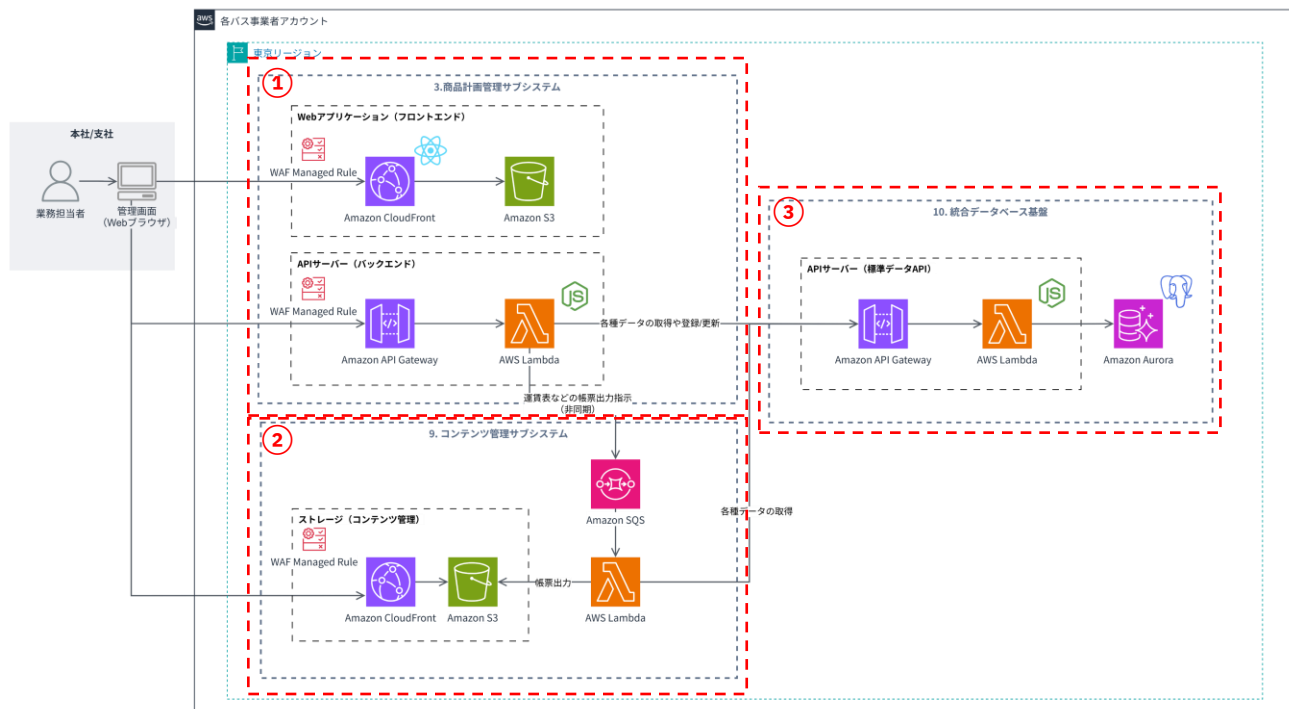 aws
各バス事業者アカウント
東京リージョン
①
3.商品計画管理サブシステム
本社/支社
業務担当者
管理画面
（Webブラウザ）
Webアプリケーション（フロントエンド）
WAF Managed Rule
Amazon CloudFront
Amazon S3
APIサーバー（バックエンド）
WAF Managed Rule
JS
Amazon API Gateway
AWS Lambda
各種データの取得や登録/更新
運賃表などの帳票出力指示
（非同期）
②
9. コンテンツ管理サブシステム
Amazon SQS
ストレージ（コンテンツ管理）
WAF Managed Rule
Amazon CloudFront
Amazon S3
帳票出力
AWS Lambda
各種データの取得
③
10. 統合データベース基盤
APIサーバー（標準データAPI）
JS
Amazon API Gateway
AWS Lambda
Amazon Aurora